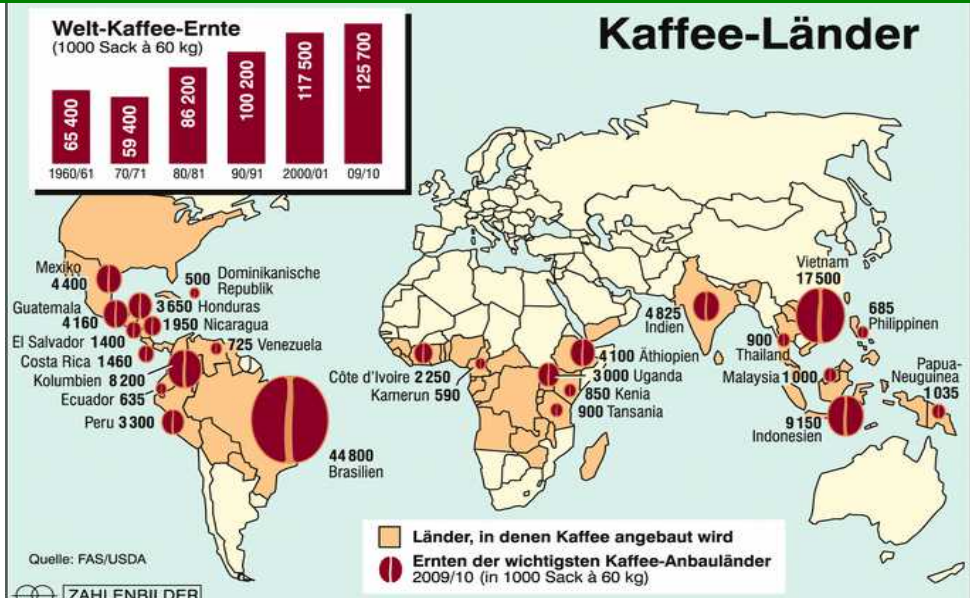 Kaffee-Länder
Welt-Kaffee-Ernte
(1000 Sack à 60 kg)
65 400
59 400
86 200
100 200
117 500
125 700
1960/61
70/71
80/81
90/91
2000/01
09/10
Mexiko
4 400
500 Dominikanische
Republik
Guatemala
4 160
3 650 Honduras
1 950 Nicaragua
El Salvador 1400
725 Venezuela
Costa Rica 1 460
Kolumbien 8 200
Ecuador 635
Peru 3 300
44 800
Brasilien
Côte d'Ivoire 2 250
Kamerun 590
4 100 Äthiopien
3 000 Uganda
850 Kenia
900 Tansania
4 825
Indien
Vietnam
17 500
685
Philippinen
900
Thailand
Malaysia 1 000
Papua-
Neuguinea
1 035
9 150
Indonesien
Länder, in denen Kaffee angebaut wird
Ernten der wichtigsten Kaffee-Anbauländer
2009/10 (in 1000 Sack à 60 kg)
Quelle: FAS/USDA
ZAHLENBILDER